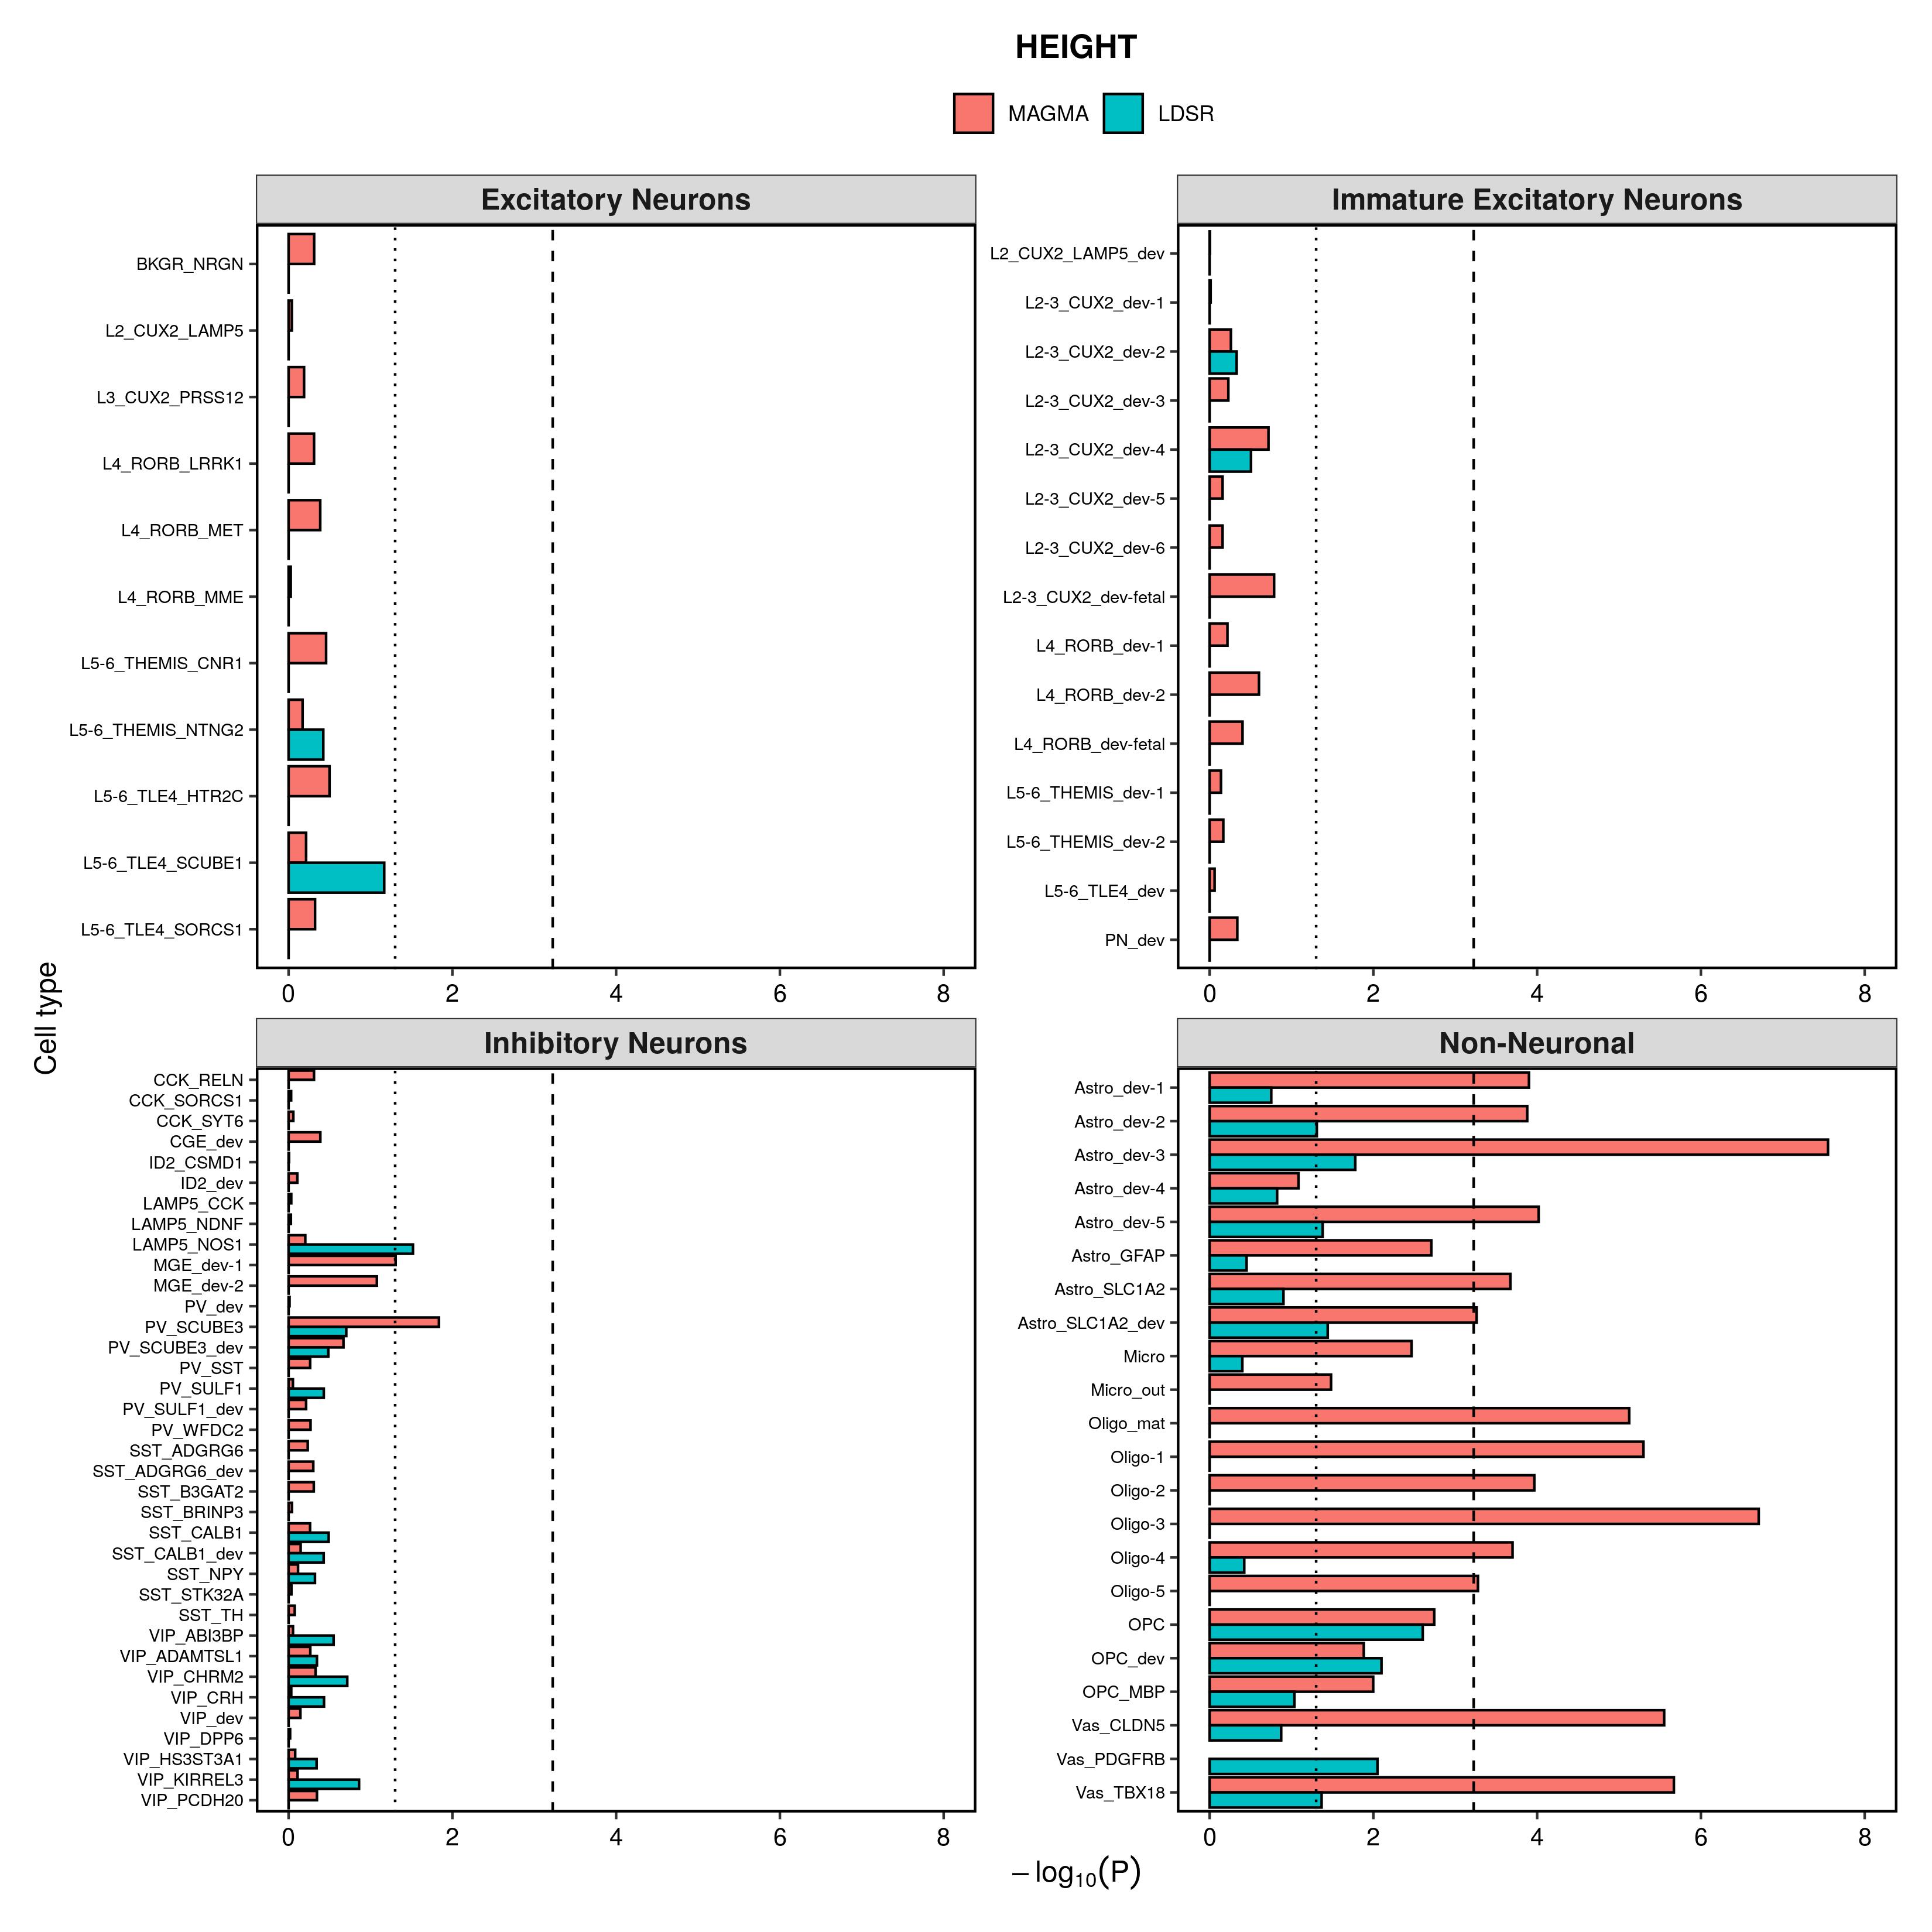 HEIGHT
MAGMA LDSR
Excitatory Neurons
BKGR_NRGN
L2_CUX2_LAMP5
L3_CUX2_PRSS12
L4_RORB_LRRK1
L4_RORB_MET
L4_RORB_MME
L5-6_THEMIS_CNR1
L5-6_THEMIS_NTNG2
L5-6_TLE4_HTR2C
L5-6_TLE4_SCUBE1
L5-6_TLE4_SORCS1
0 2 4 6 8
Immature Excitatory Neurons
L2_CUX2_LAMP5_dev
L2-3_CUX2_dev-1
L2-3_CUX2_dev-2
L2-3_CUX2_dev-3
L2-3_CUX2_dev-4
L2-3_CUX2_dev-5
L2-3_CUX2_dev-6
L2-3_CUX2_dev-fetal
L4_RORB_dev-1
L4_RORB_dev-2
L4_RORB_dev-fetal
L5-6_THEMIS_dev-1
L5-6_THEMIS_dev-2
L5-6_TLE4_dev
PN_dev
0 2 4 6 8
Cell type
Inhibitory Neurons
CCK_RELN
CCK_SORCS1
CCK_SYT6
CGE_dev
ID2_CSMD1
ID2_dev
LAMP5_CCK
LAMP5_NDNF
LAMP5_NOS1
MGE_dev-1
MGE_dev-2
PV_dev
PV_SCUBE3
PV_SCUBE3_dev
PV_SST
PV_SULF1
PV_SULF1_dev
PV_WFDC2
SST_ADGRG6
SST_ADGRG6_dev
SST_B3GAT2
SST_BRINP3
SST_CALB1
SST_CALB1_dev
SST_NPY
SST_STK32A
SST_TH
VIP_ABI3BP
VIP_ADAMTSL1
VIP_CHRM2
VIP_CRH
VIP_dev
VIP_DPP6
VIP_HS3ST3A1
VIP_KIRREL3
VIP_PCDH20
0 2 4 6 8
Non-Neuronal
Astro_dev-1
Astro_dev-2
Astro_dev-3
Astro_dev-4
Astro_dev-5
Astro_GFAP
Astro_SLC1A2
Astro_SLC1A2_dev
Micro
Micro_out
Oligo_mat
Oligo-1
Oligo-2
Oligo-3
Oligo-4
Oligo-5
OPC
OPC_dev
OPC_MBP
Vas_CLDN5
Vas_PDGFRB
Vas_TBX18
0 2 4 6 8
− log₁₀(P)